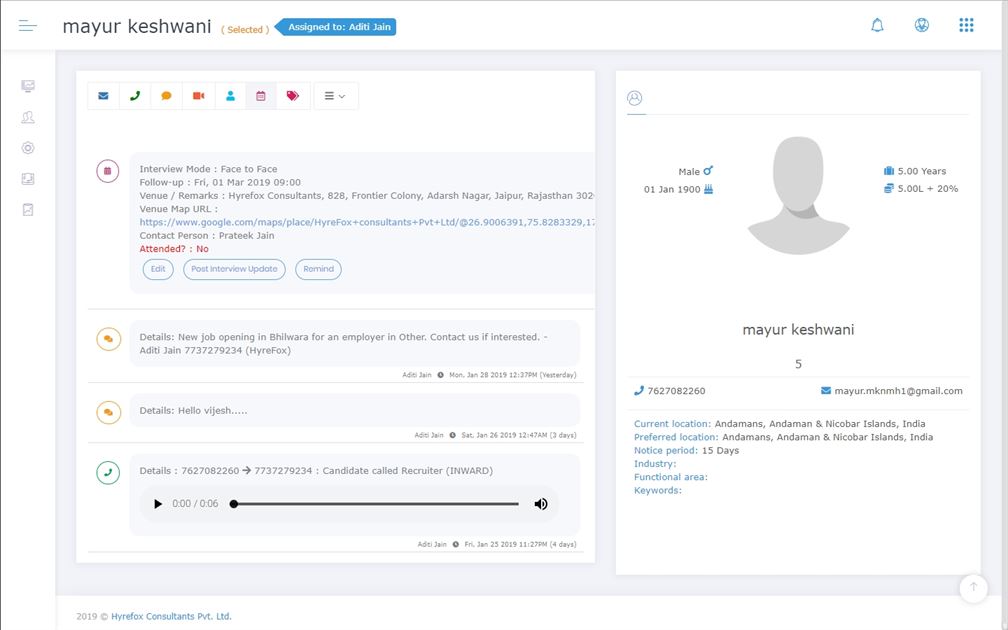 mayur keshwani ( Selected ) Assigned to: Aditi Jain
Interview Mode : Face to Face
Follow-up : Fri, 01 Mar 2019 09:00
Venue / Remarks : Hyrefox Consultants, 828, Frontier Colony, Adarsh Nagar, Jaipur, Rajasthan 302
Venue Map URL :
https://www.google.com/maps/place/HyreFox+consultants+Pvt+Ltd/@26.9006391,75.8283329,17
Contact Person : Prateek Jain
Attended? : No
Edit Post Interview Update Remind
Details: New job opening in Bhilwara for an employer in Other. Contact us if interested. -
Aditi Jain 7737279234 (HyreFox)
Aditi Jain Mon, Jan 28 2019 12:37PM (Yesterday)
Details: Hello vijesh.....
Aditi Jain Sat, Jan 26 2019 12:47AM (3 days)
Details : 7627082260 → 7737279234 : Candidate called Recruiter (INWARD)
0:00 / 0:06
Aditi Jain Fri, Jan 25 2019 11:27PM (4 days)
Male 5.00 Years
01 Jan 1900 5.00L + 20%
mayur keshwani
5
7627082260 mayur.mknmh1@gmail.com
Current location: Andamans, Andaman & Nicobar Islands, India
Preferred location: Andamans, Andaman & Nicobar Islands, India
Notice period: 15 Days
Industry:
Functional area:
Keywords:
2019 © Hyrefox Consultants Pvt. Ltd.